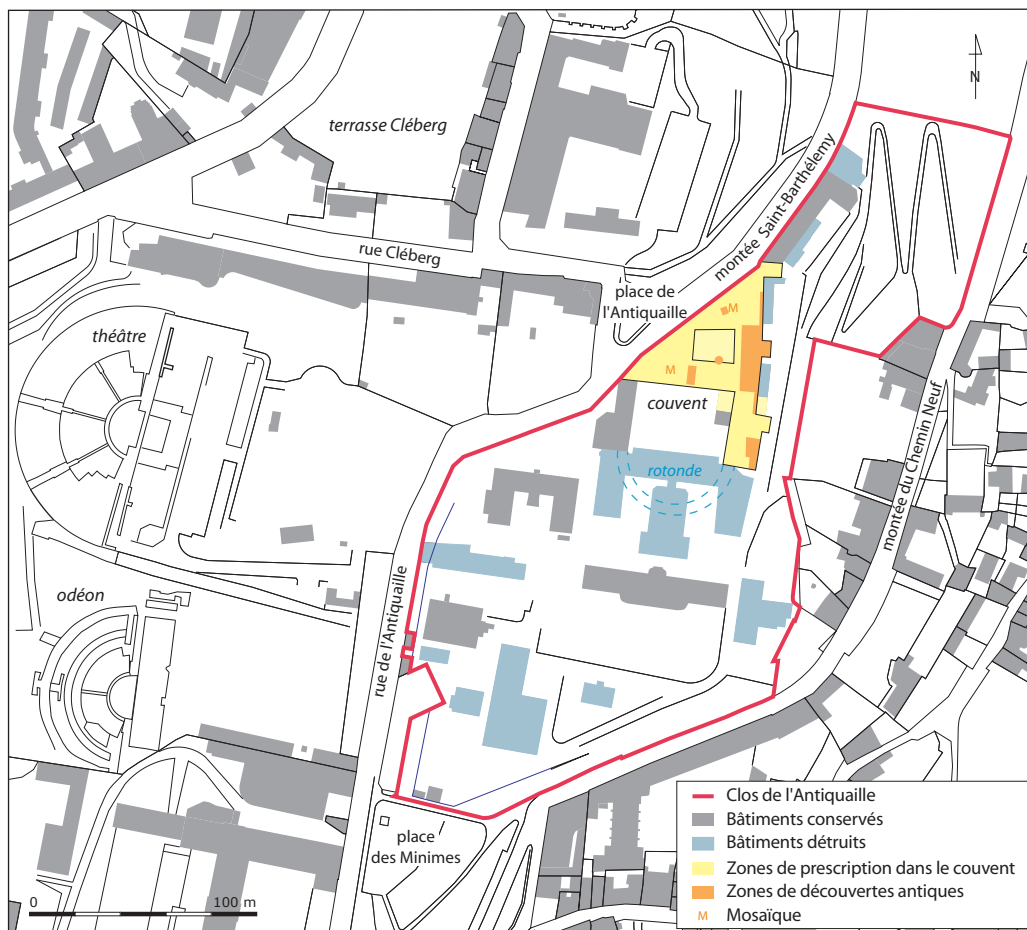 N
terrasse Cléberg
montée Saint-Barthélemy
rue Cléberg
place de
l'Antiquaille
théâtre
M
M
couvent
montée du Chemin Neuf
rotonde
odéon
rue de l'Antiquaille
place
des Minimes
0 100 m
Clos de l'Antiquaille
Bâtiments conservés
Bâtiments détruits
Zones de prescription dans le couvent
Zones de découvertes antiques
M Mosaïque